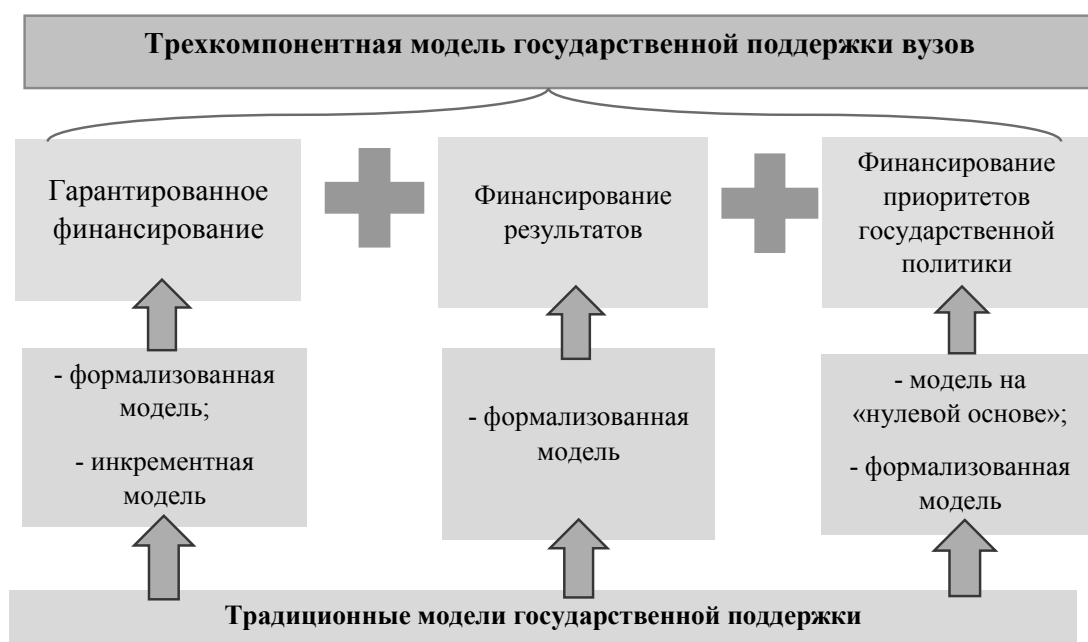 Трехкомпонентная модель государственной поддержки вузов
Гарантированное
финансирование
Финансирование
результатов
Финансирование
приоритетов
государственной
политики
- формализованная
модель;
- инкрементная
модель
- формализованная
модель
- модель на
«нулевой основе»;
- формализованная
модель
Традиционные модели государственной поддержки